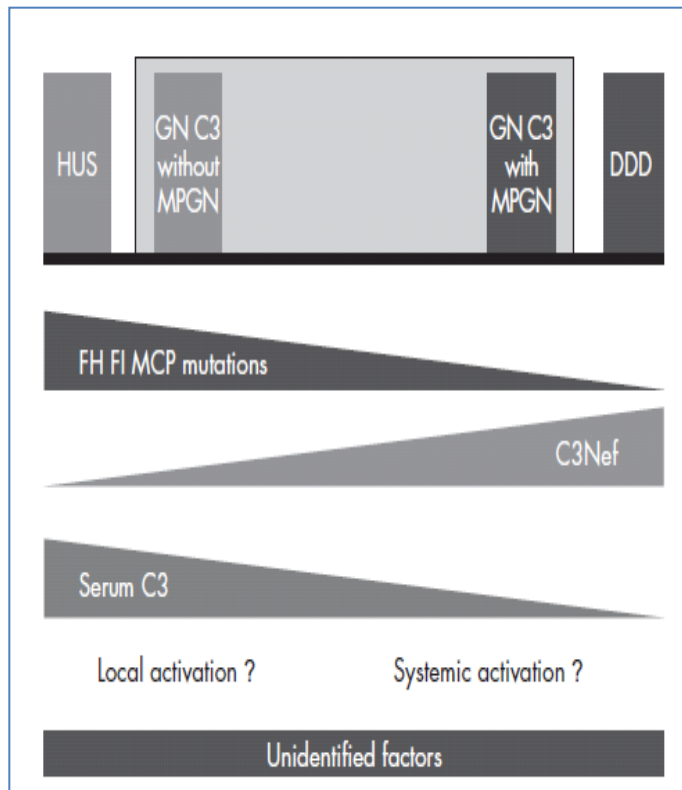 HUS
GN C3
without
MPGN
GN C3
with
MPGN
DDD
FH FI MCP mutations
C3Nef
Serum C3
Local activation ?
Systemic activation ?
Unidentified factors